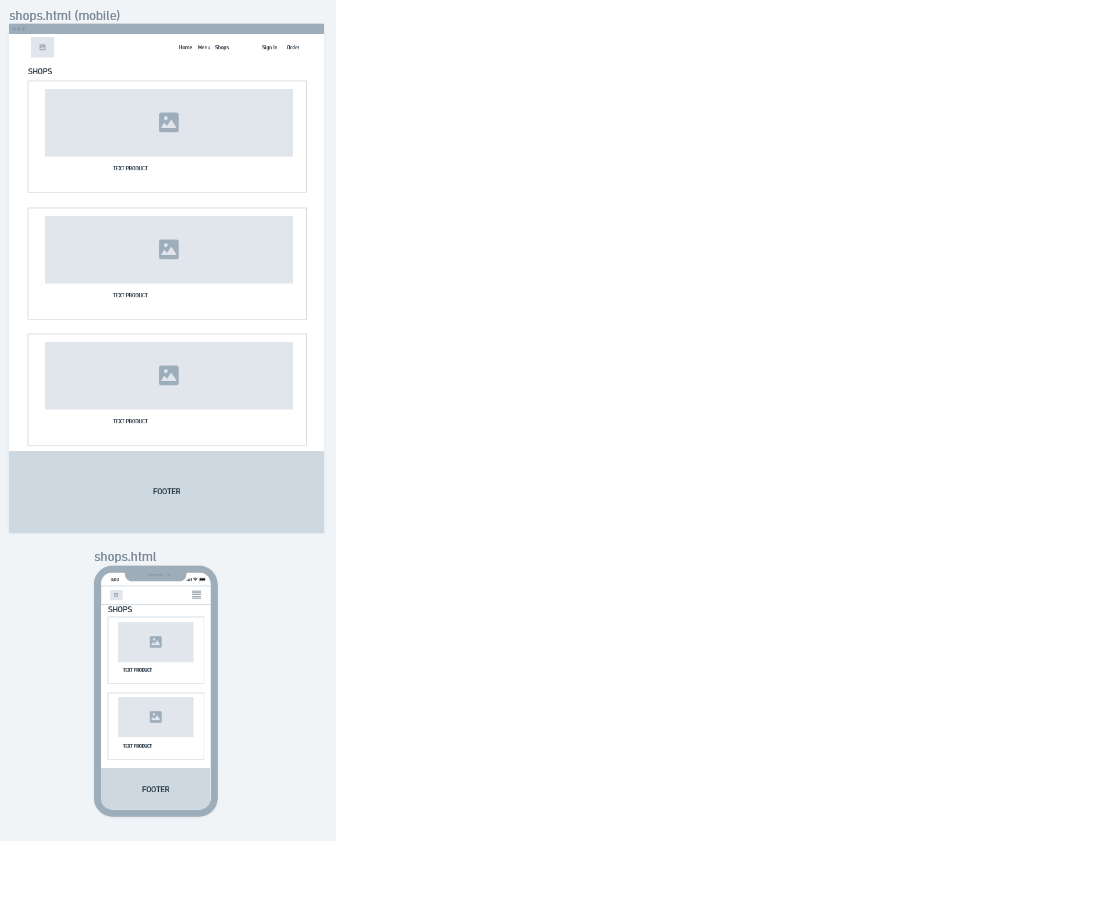 shops.html (mobile)
Home Menu Shops Sign in Order
SHOPS
TEXT PRODUCT
TEXT PRODUCT
TEXT PRODUCT
FOOTER
shops.html
SHOPS
TEXT PRODUCT
TEXT PRODUCT
FOOTER